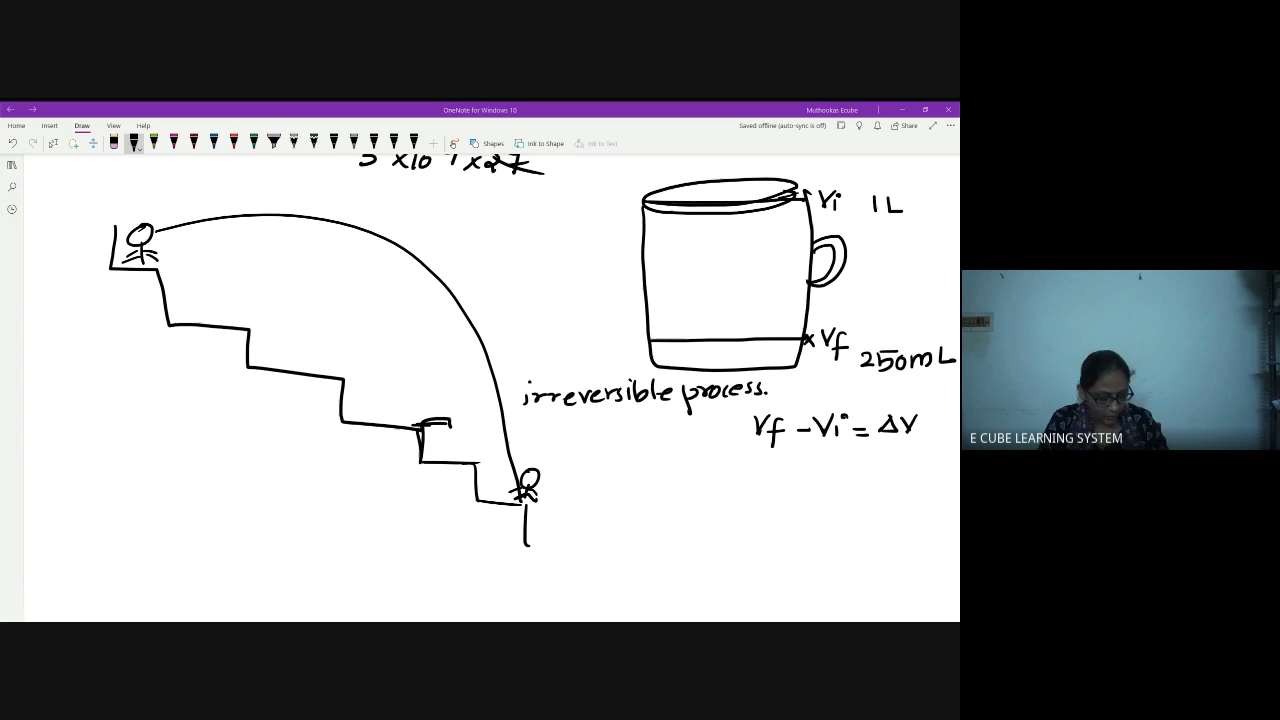 OneNote for Windows 10
Muthookas Ecube
Home Insert Draw View Help
Saved offline (auto-sync is off)
Share
Shapes
Ink to Shape
Ink to Text
Vi 1L
Vf 250mL
irreversible process.
Vf - Vi = ΔV
E CUBE LEARNING SYSTEM